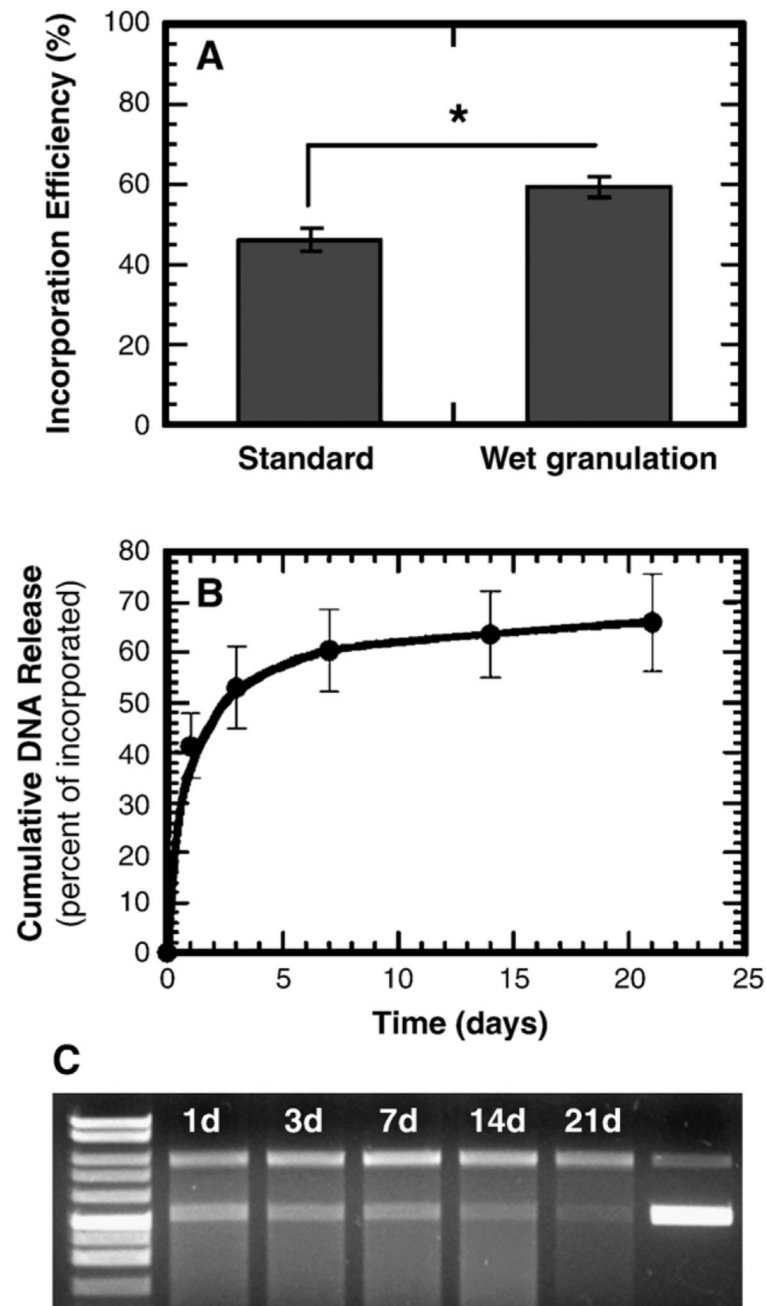 A
Incorporation Efficiency (%)
100
80
60
40
20
0
*
Standard Wet granulation
B
Cumulative DNA Release
(percent of incorporated)
80
70
60
50
40
30
20
10
0
0 5 10 15 20 25
Time (days)
C
1d 3d 7d 14d 21d